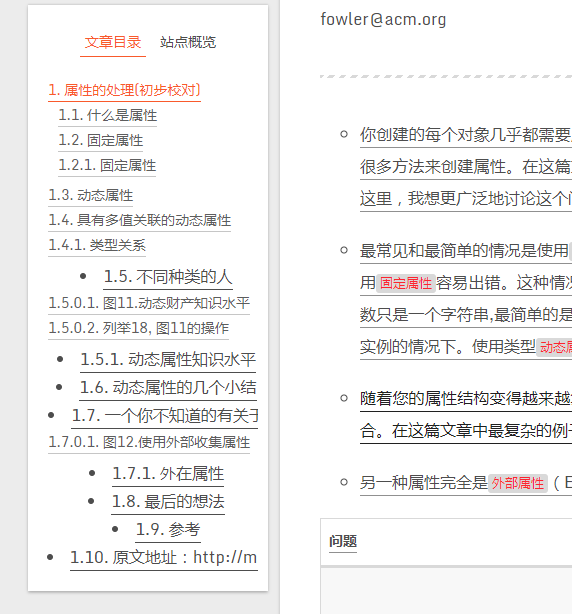 文章目录 站点概览
1. 属性的处理(初步校对)
1.1. 什么是属性
1.2. 固定属性
1.2.1. 固定属性
1.3. 动态属性
1.4. 具有多值关联的动态属性
1.4.1. 类型关系
1.5. 不同种类的人
1.5.0.1. 图11.动态财产知识水平
1.5.0.2. 列举18, 图11的操作
1.5.1. 动态属性知识水平
1.6. 动态属性的几个小结
1.7. 一个你不知道的有关于
1.7.0.1. 图12.使用外部收集属性
1.7.1. 外在属性
1.8. 最后的想法
1.9. 参考
1.10. 原文地址：http://m
fowler@acm.org
你创建的每个对象几乎都需要
很多方法来创建属性。在这篇
这里，我想更广泛地讨论这个问
最常见和最简单的情况是使用
用固定属性容易出错。这种情况
数只是一个字符串,最简单的是
实例的情况下。使用类型动态属
随着您的属性结构变得越来越
合。在这篇文章中最复杂的例子
另一种属性完全是外部属性（E
问题